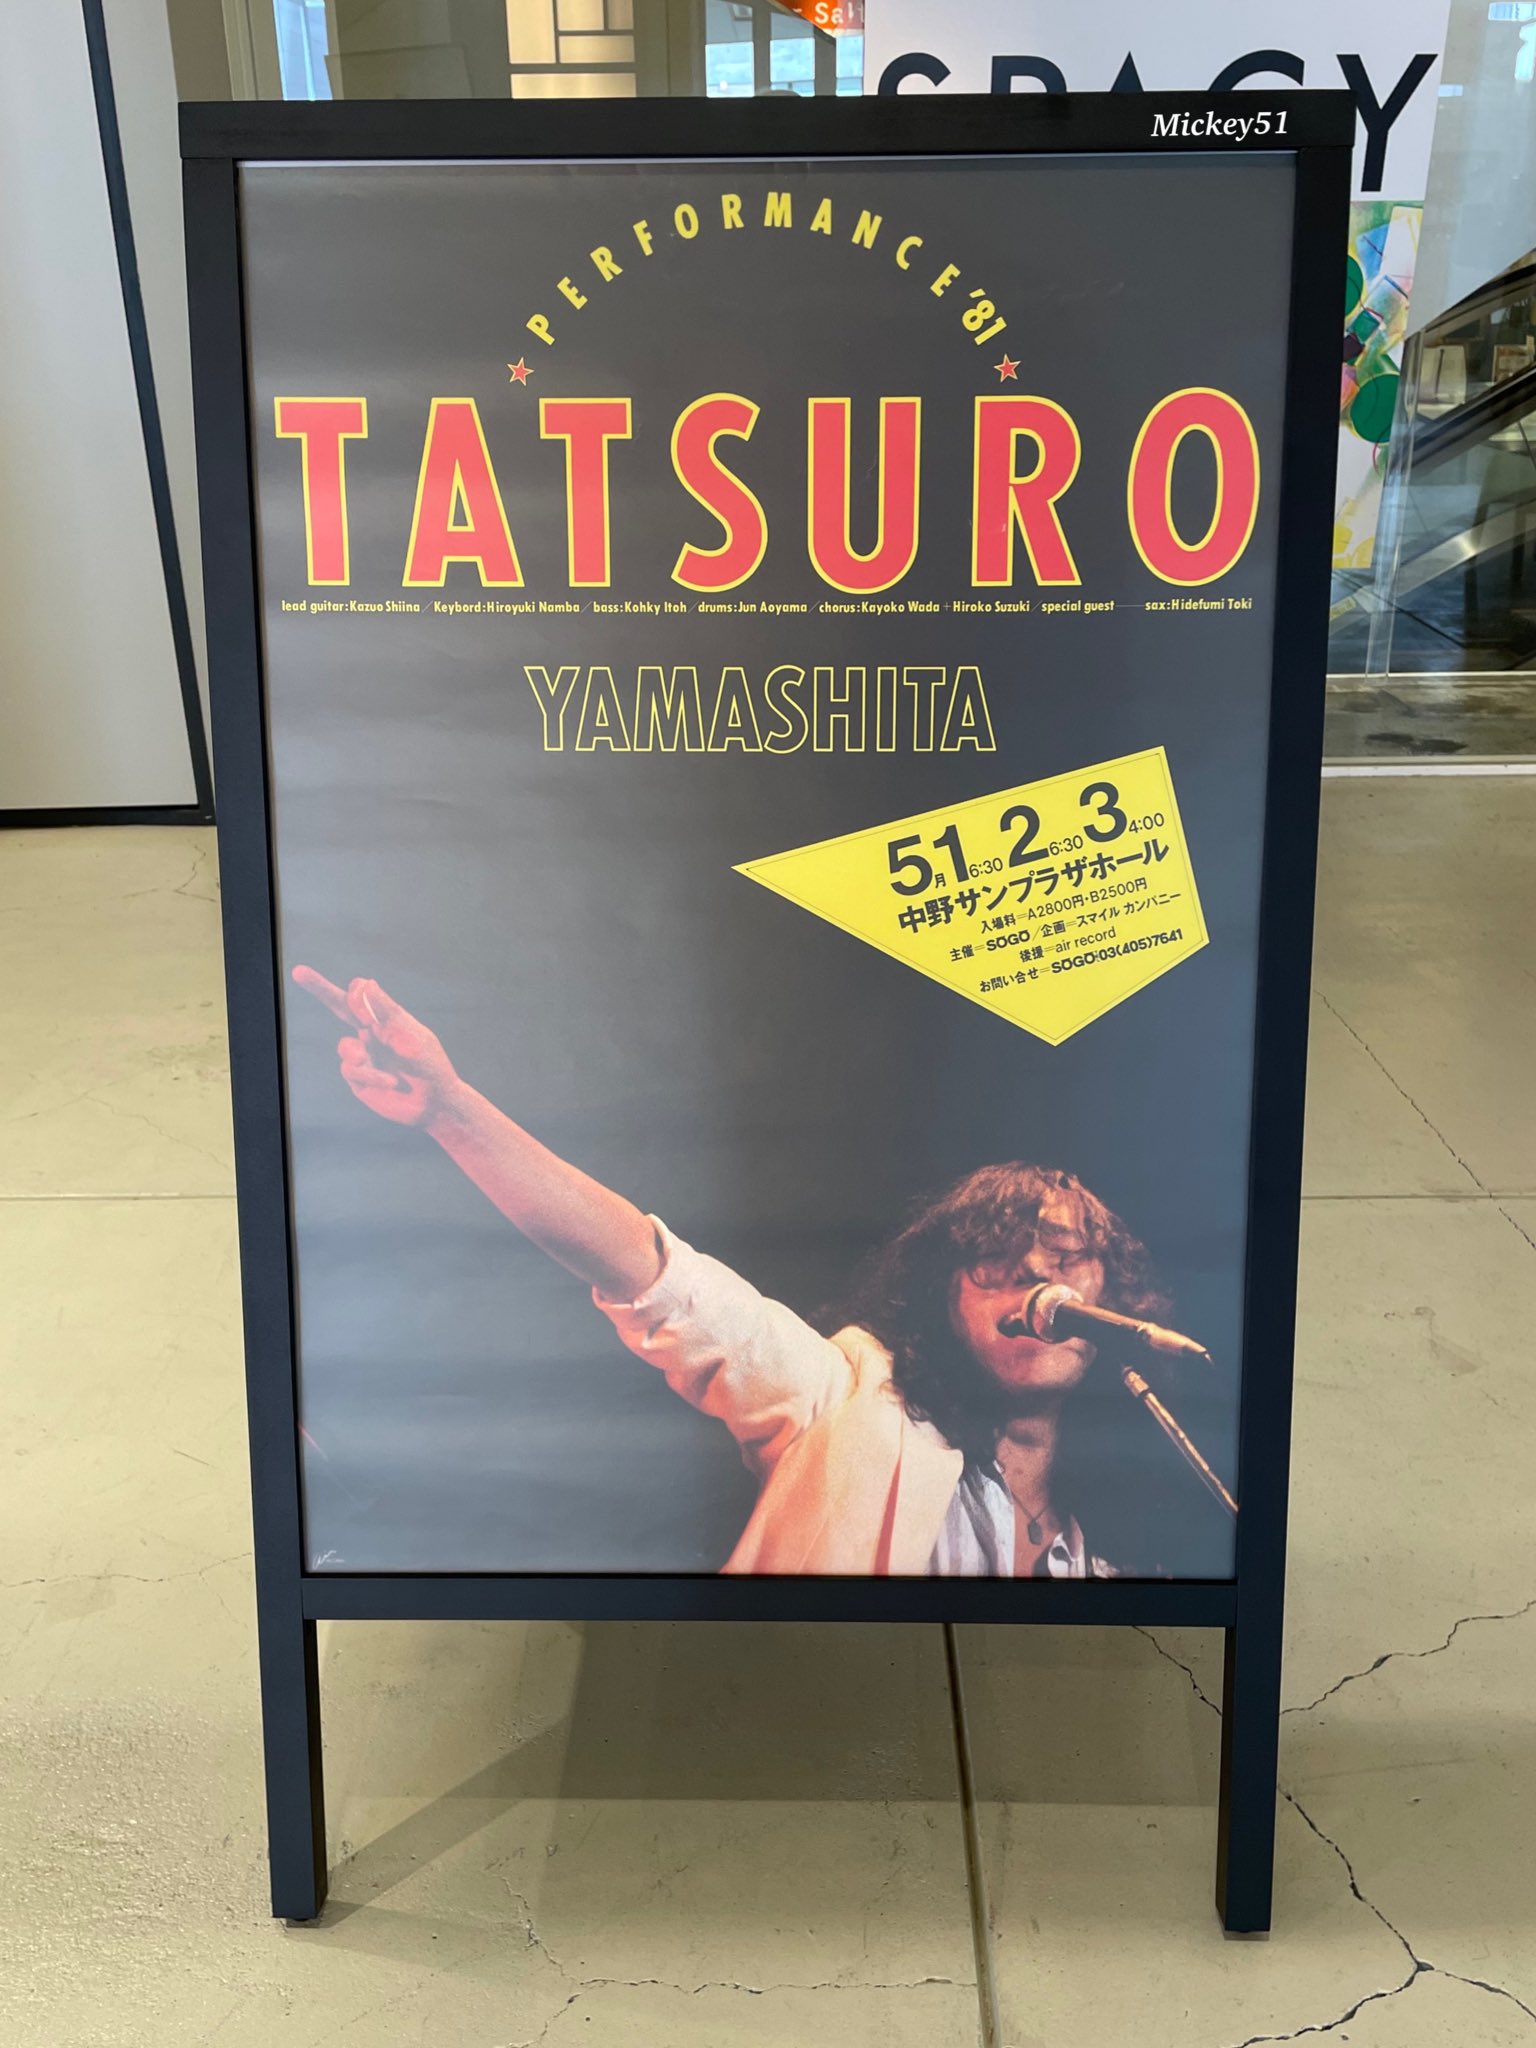 Salt
SPACY
Mickey51
PERFORMANCE '81
TATSURO
lead guitar:Kazuo Shiina／Keybord:Hiroyuki Namba／bass:Kohky Itoh／drums:Jun Aoyama／chorus:Kayoko Wada+Hiroko Suzuki／special guest——sax:Hidefumi Toki
YAMASHITA
5月1 6:30 2 6:30 3 4:00
中野サンプラザホール
入場料=A2800円・B2500円
主催=SŌGŌ／企画=スマイルカンパニー
後援=air record
お問い合せ=SŌGŌ 03(405)7641